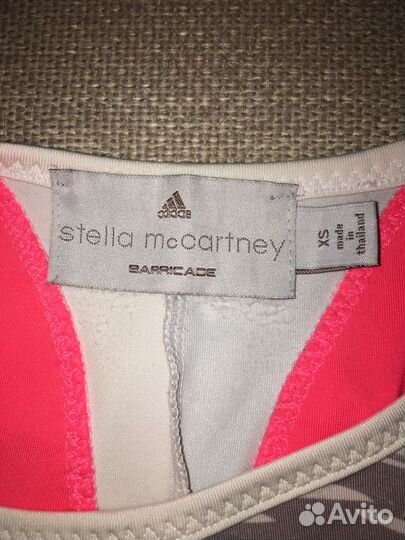 adidas
stella mccartney
BARRICADE
XS
made
in
thailand
Avito